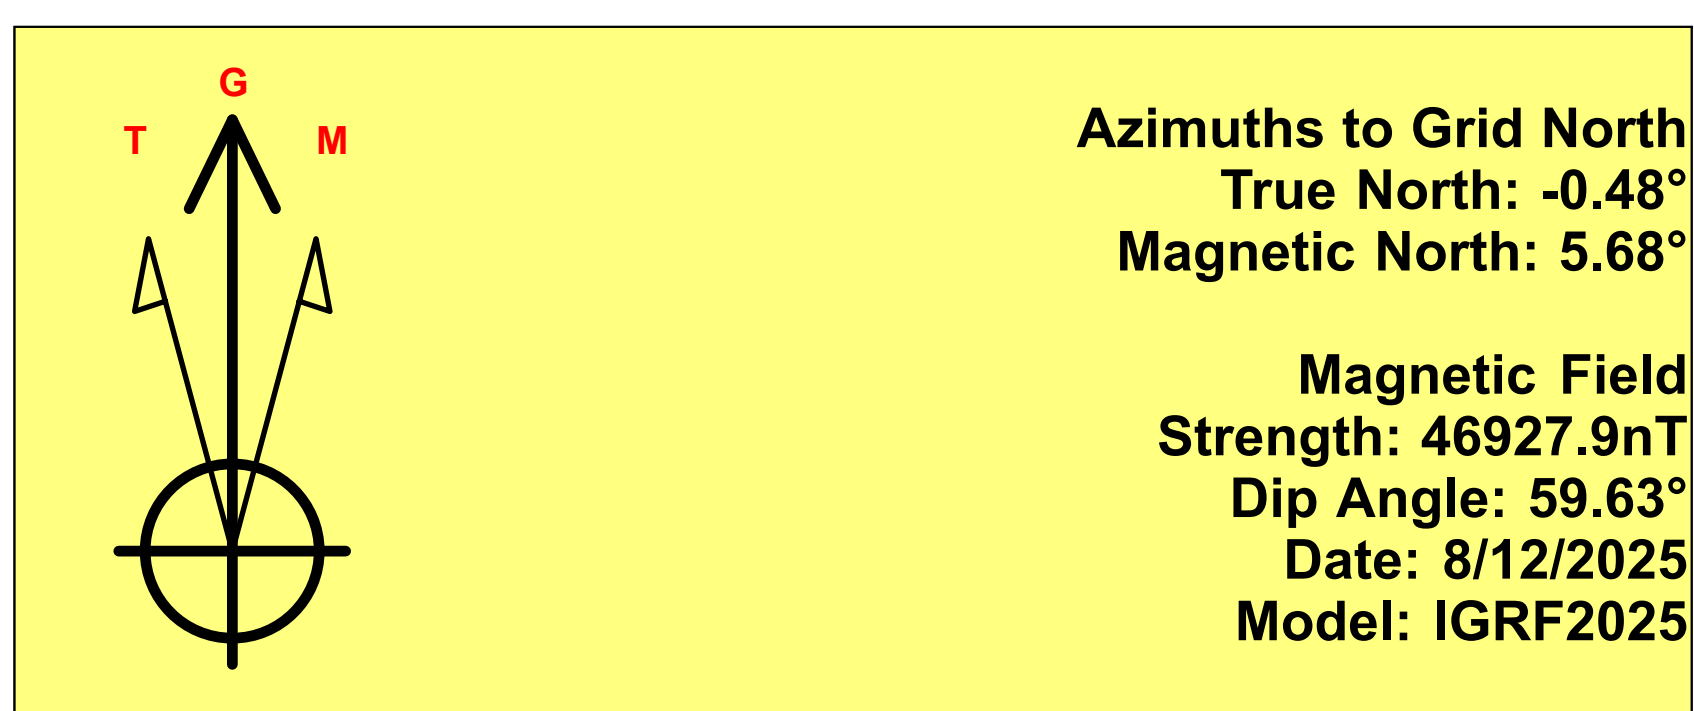 G
T
M
Azimuths to Grid North
True North: -0.48°
Magnetic North: 5.68°
Magnetic Field
Strength: 46927.9nT
Dip Angle: 59.63°
Date: 8/12/2025
Model: IGRF2025